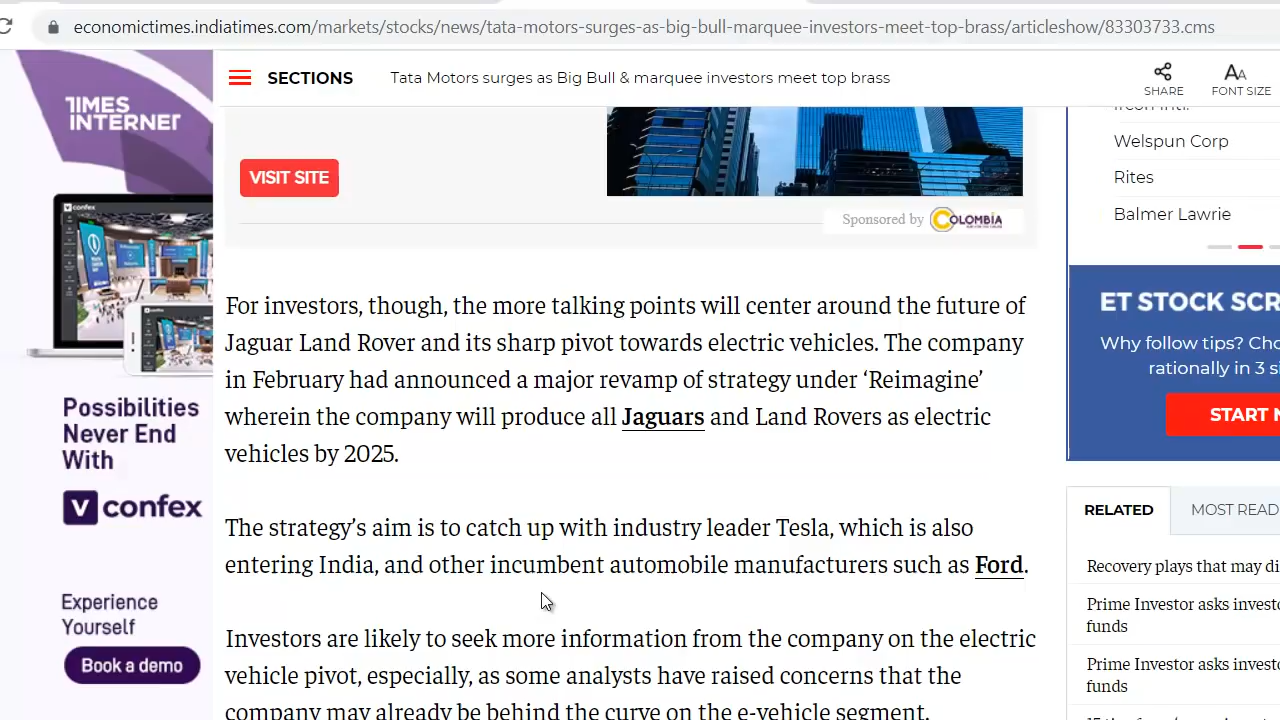 economictimes.indiatimes.com/markets/stocks/news/tata-motors-surges-as-big-bull-marquee-investors-meet-top-brass/articleshow/83303733.cms
SECTIONS
Tata Motors surges as Big Bull & marquee investors meet top brass
SHARE
FONT SIZE
TIMES
INTERNET
confex
Possibilities
Never End
With
V confex
Experience
Yourself
Book a demo
VISIT SITE
Sponsored by COLOMBIA
For investors, though, the more talking points will center around the future of
Jaguar Land Rover and its sharp pivot towards electric vehicles. The company
in February had announced a major revamp of strategy under ‘Reimagine’
wherein the company will produce all Jaguars and Land Rovers as electric
vehicles by 2025.
The strategy’s aim is to catch up with industry leader Tesla, which is also
entering India, and other incumbent automobile manufacturers such as Ford.
Investors are likely to seek more information from the company on the electric
vehicle pivot, especially, as some analysts have raised concerns that the
company may already be behind the curve on the e-vehicle segment.
Ircon Intl.
Welspun Corp
Rites
Balmer Lawrie
ET STOCK SCR
Why follow tips? Cho
rationally in 3 si
START N
RELATED
MOST READ
Recovery plays that may di
Prime Investor asks investo
funds
Prime Investor asks investo
funds